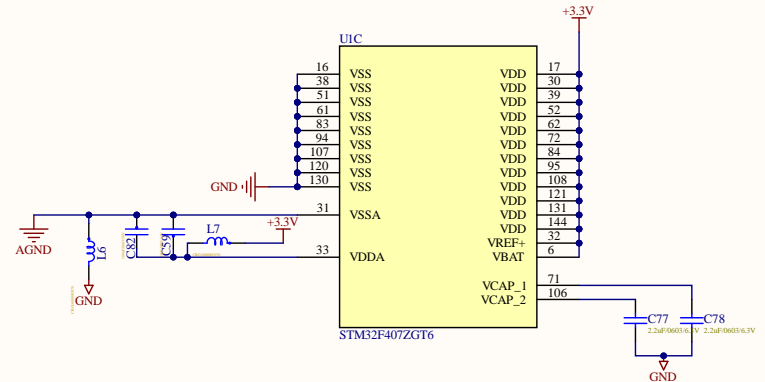 +3.3V
U1C
16 VSS VDD 17
38 VSS VDD 30
51 VSS VDD 39
61 VSS VDD 52
83 VSS VDD 62
94 VSS VDD 72
107 VSS VDD 84
120 VSS VDD 95
130 VSS VDD 108
GND
VDD 121
31 VSSA VDD 131
VDD 144
VREF+ 32
33 VDDA VBAT 6
+3.3V
L7
AGND
L6
C82
C59
GND
VCAP_1 71
VCAP_2 106
C77
C78
2.2uF/0603/6.3V
2.2uF/0603/6.3V
STM32F407ZGT6
GND